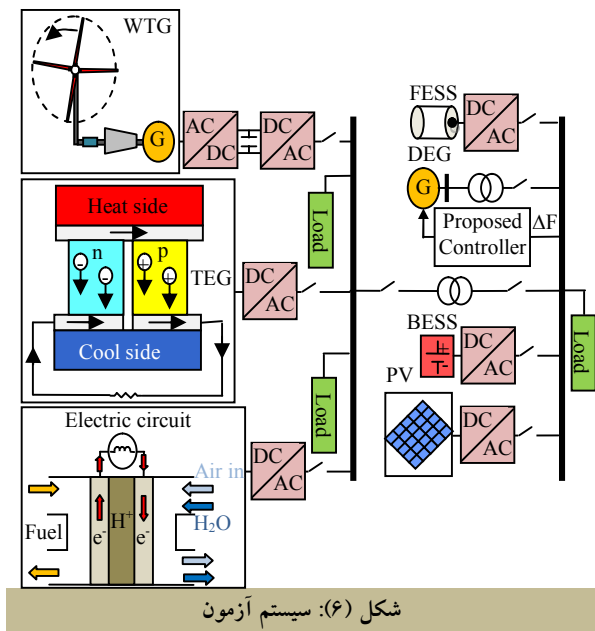 WTG
G
AC
DC
DC
AC
Load
Heat side
n
p
- -
+ +
TEG
DC
AC
Cool side
Load
Electric circuit
Air in
DC
AC
Fuel
e-
H+
e-
H2O
FESS
DC
AC
DEG
G
Proposed
Controller
ΔF
Load
BESS
DC
AC
PV
DC
AC
شکل (۶): سیستم آزمون